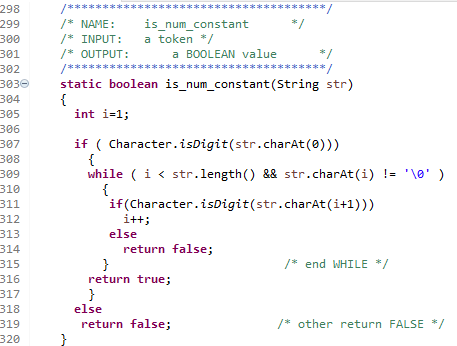 298 /***************************************/
299 /* NAME: is_num_constant */
300 /* INPUT: a token */
301 /* OUTPUT: a BOOLEAN value */
302 /***************************************/
303 static boolean is_num_constant(String str)
304 {
305 int i=1;
306
307 if ( Character.isDigit(str.charAt(0)))
308 {
309 while ( i < str.length() && str.charAt(i) != '\0' )
310 {
311 if(Character.isDigit(str.charAt(i+1)))
312 i++;
313 else
314 return false;
315 } /* end WHILE */
316 return true;
317 }
318 else
319 return false; /* other return FALSE */
320 }